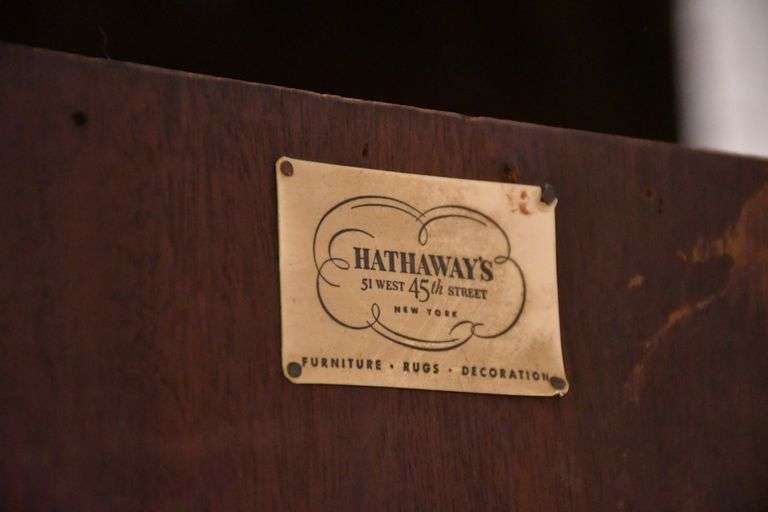 HATHAWAY'S
51 WEST 45th STREET
NEW YORK
FURNITURE • RUGS • DECORATION